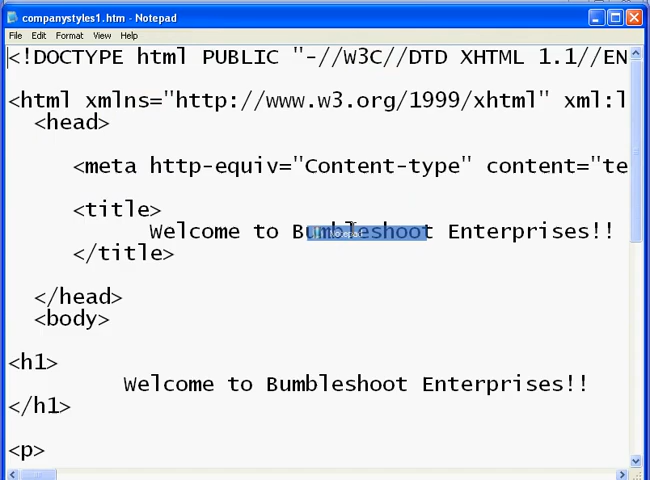 companystyles1.htm - Notepad
File Edit Format View Help
<!DOCTYPE html PUBLIC "-//W3C//DTD XHTML 1.1//EN
<html xmlns="http://www.w3.org/1999/xhtml" xml:l
<head>
<meta http-equiv="Content-type" content="te
<title>
Welcome to Bumbleshoot Enterprises!!
Notepad
</title>
</head>
<body>
<h1>
Welcome to Bumbleshoot Enterprises!!
</h1>
<p>